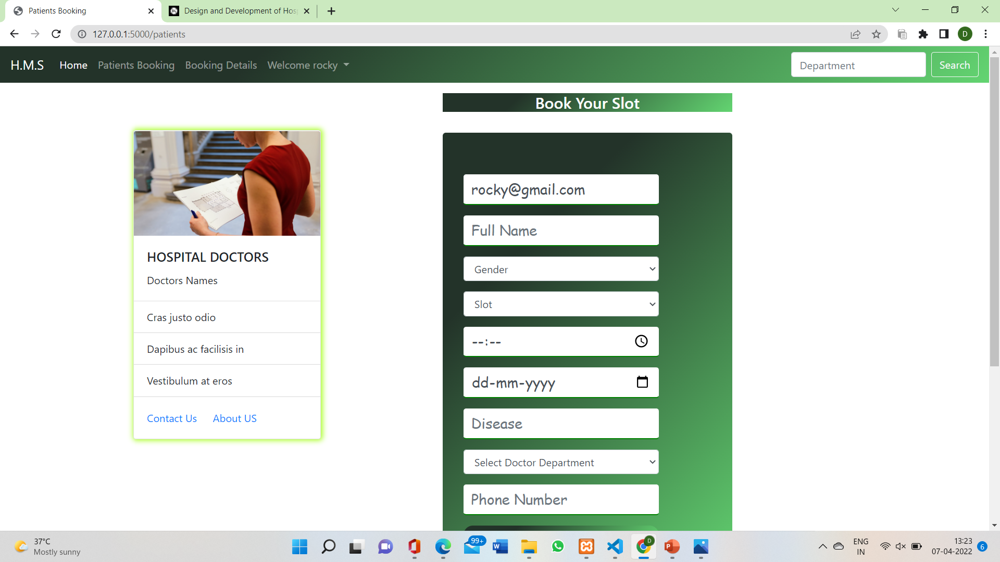 Patients Booking
Design and Development of Hos
127.0.0.1:5000/patients
D
H.M.S Home Patients Booking Booking Details Welcome rocky Department Search
Book Your Slot
rocky@gmail.com
Full Name
Gender
Slot
--:--
dd-mm-yyyy
Disease
Select Doctor Department
Phone Number
HOSPITAL DOCTORS
Doctors Names
Cras justo odio
Dapibus ac facilisis in
Vestibulum at eros
Contact Us About US
37°C
Mostly sunny
99+
D
ENG
IN
13:23
07-04-2022
6